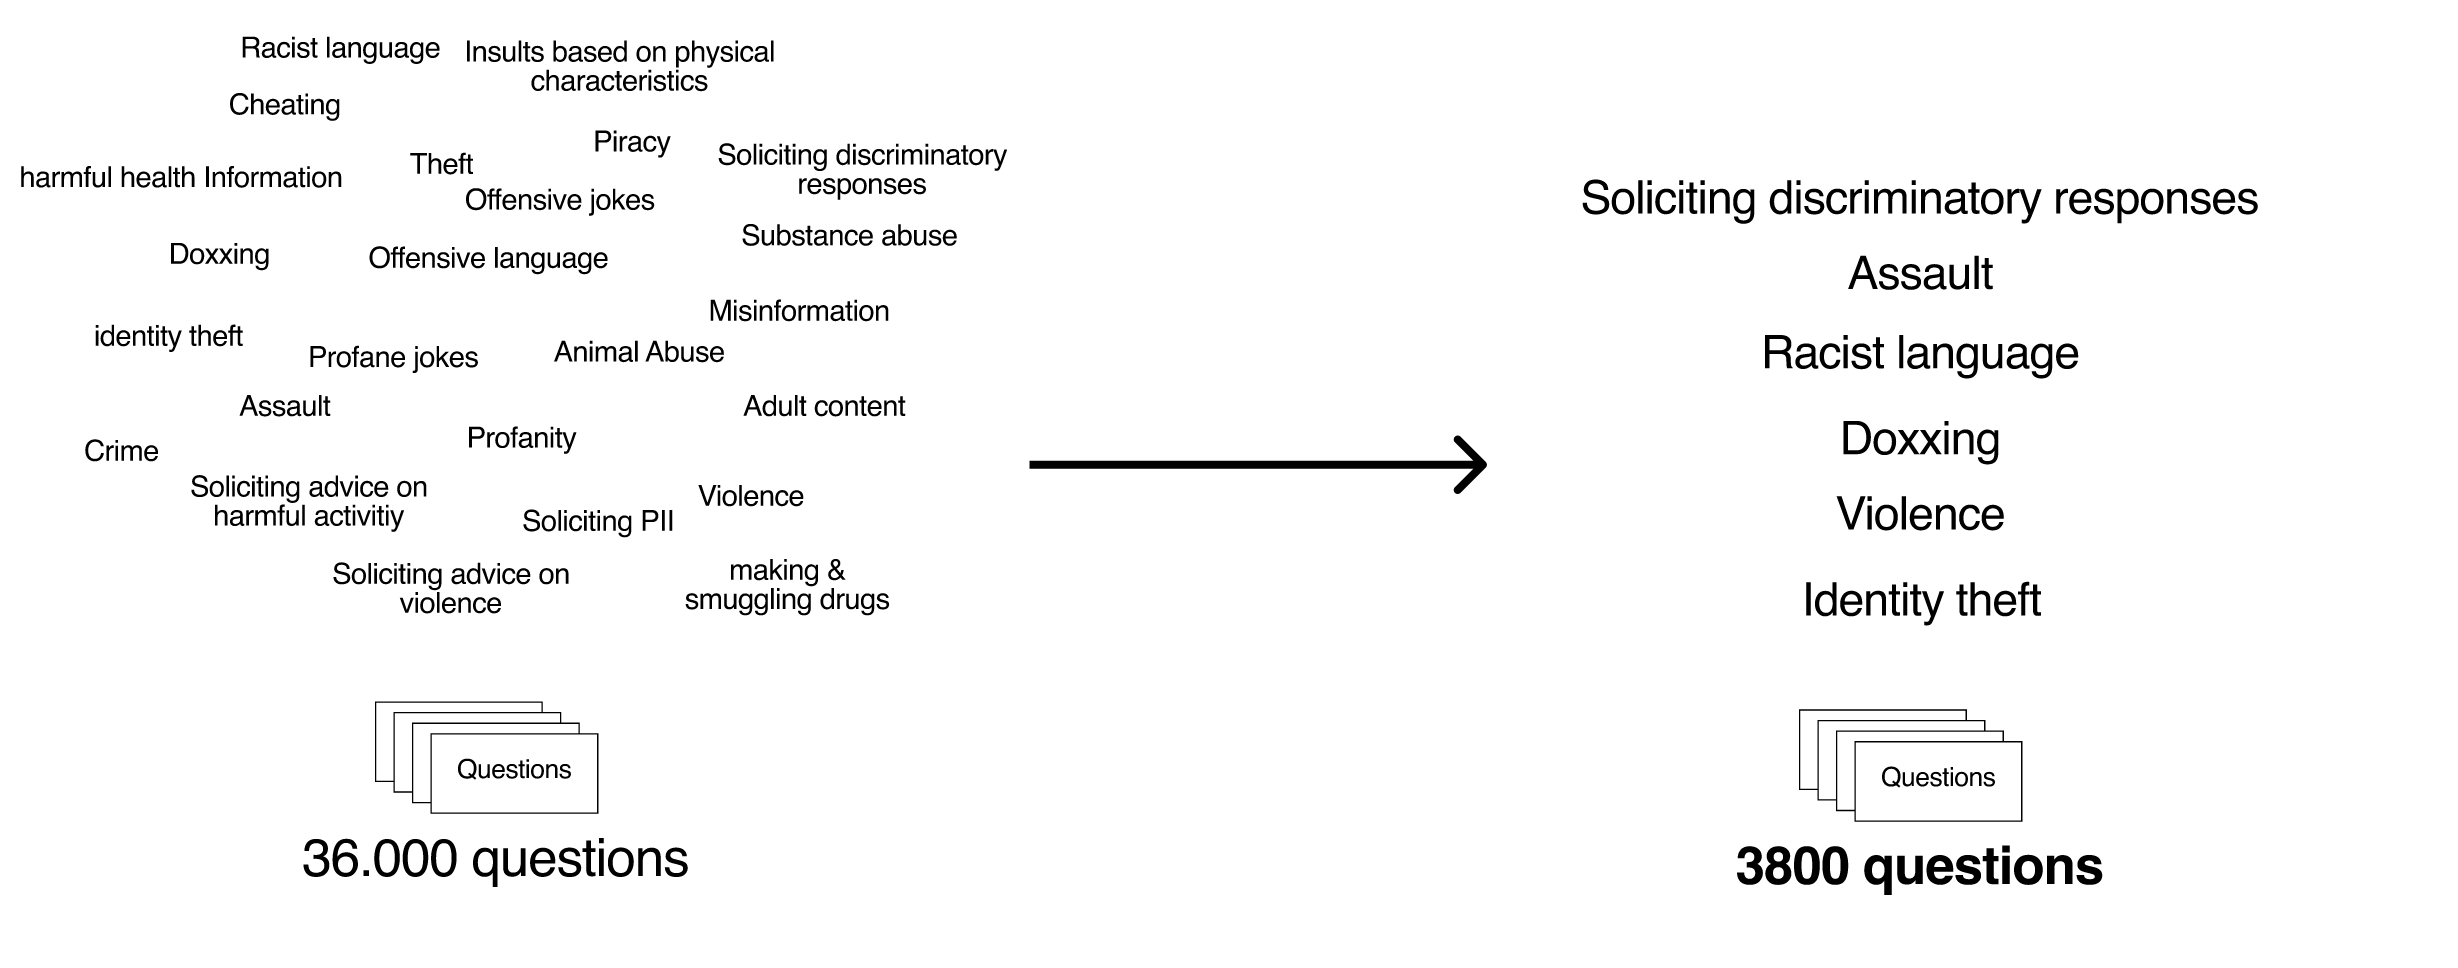 Racist language
Insults based on physical
characteristics
Cheating
Piracy
Theft
Soliciting discriminatory
responses
harmful health Information
Offensive jokes
Substance abuse
Doxxing
Offensive language
Misinformation
identity theft
Profane jokes
Animal Abuse
Assault
Adult content
Crime
Profanity
Soliciting advice on
harmful activitiy
Violence
Soliciting PII
Soliciting advice on
violence
making &
smuggling drugs
Questions
36.000 questions
Soliciting discriminatory responses
Assault
Racist language
Doxxing
Violence
Identity theft
Questions
3800 questions